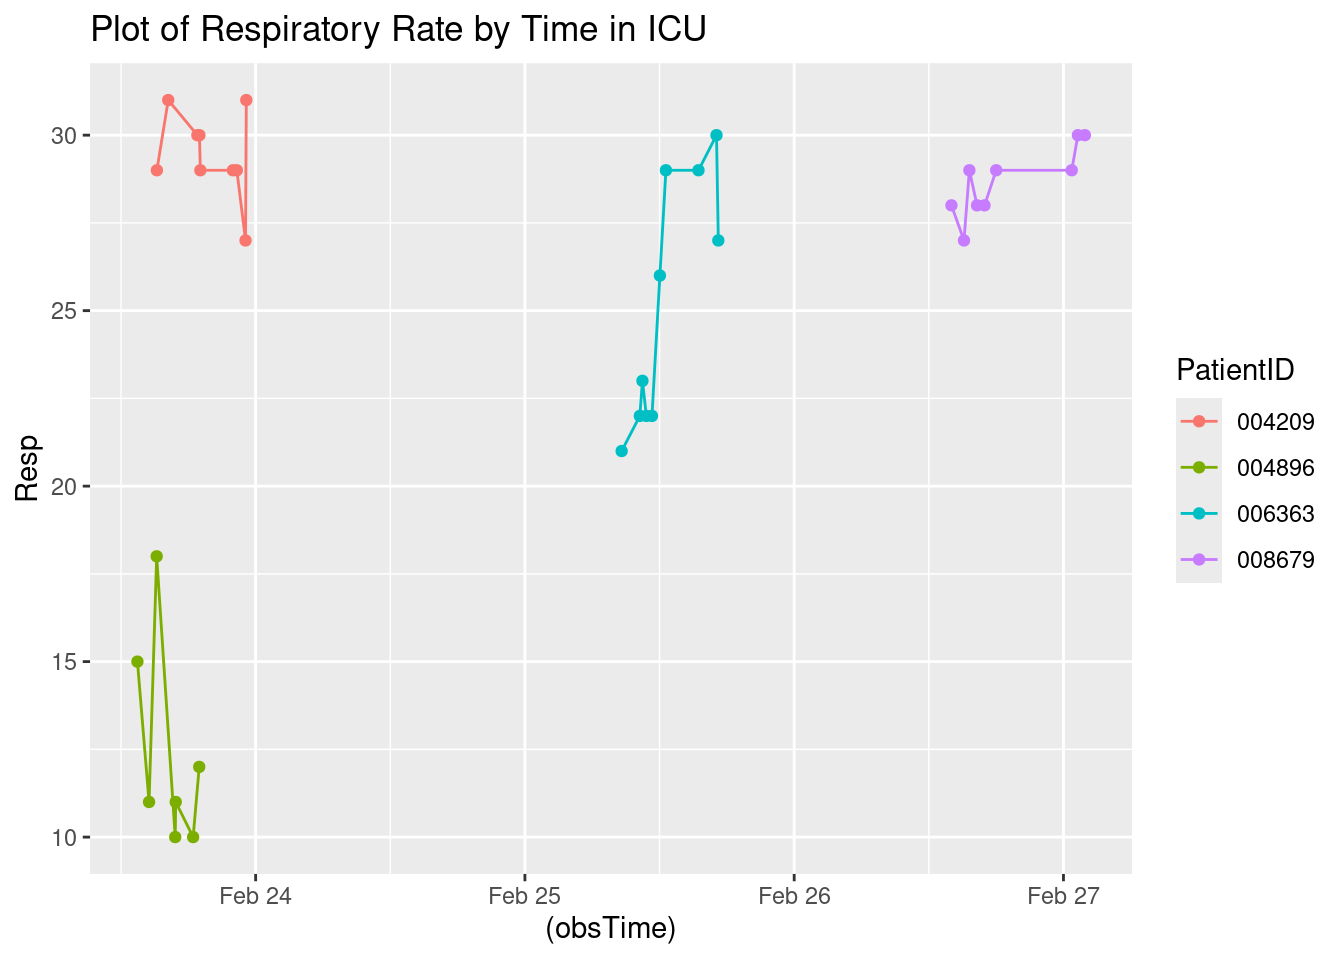 Plot of Respiratory Rate by Time in ICU
30
25
20
15
10
Resp
Feb 24
Feb 25
Feb 26
Feb 27
(obsTime)
PatientID
004209
004896
006363
008679